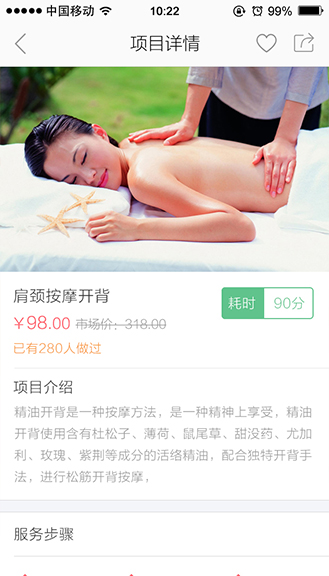 中国移动 10:22 99%
项目详情
肩颈按摩开背
耗时 90分
¥98.00 市场价：318.00
已有280人做过
项目介绍
精油开背是一种按摩方法，是一种精神上享受，精油
开背使用含有杜松子、薄荷、鼠尾草、甜没药、尤加
利、玫瑰、紫荆等成分的活络精油，配合独特开背手
法，进行松筋开背按摩，
服务步骤